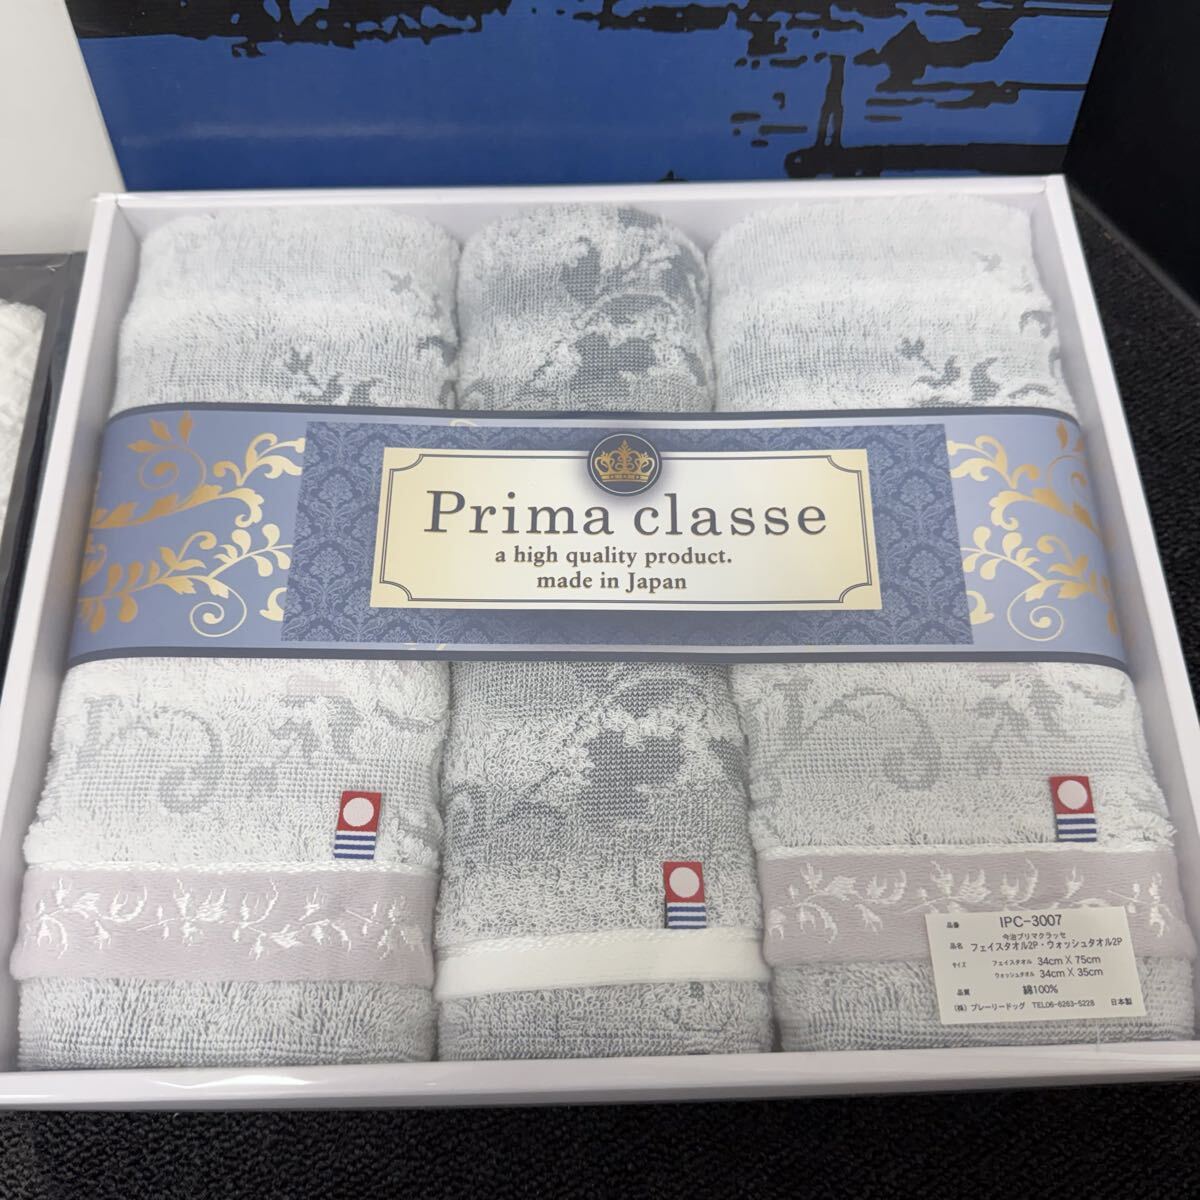 Prima classe
a high quality product.
made in Japan
品番 IPC-3007
今治プリマクラッセ
品名 フェイスタオル2P・ウォッシュタオル2P
サイズ フェイスタオル 34cm×75cm
ウォッシュタオル 34cm×35cm
品質 綿100%
(株)プレーリードッグ TEL06-6263-5228 日本製